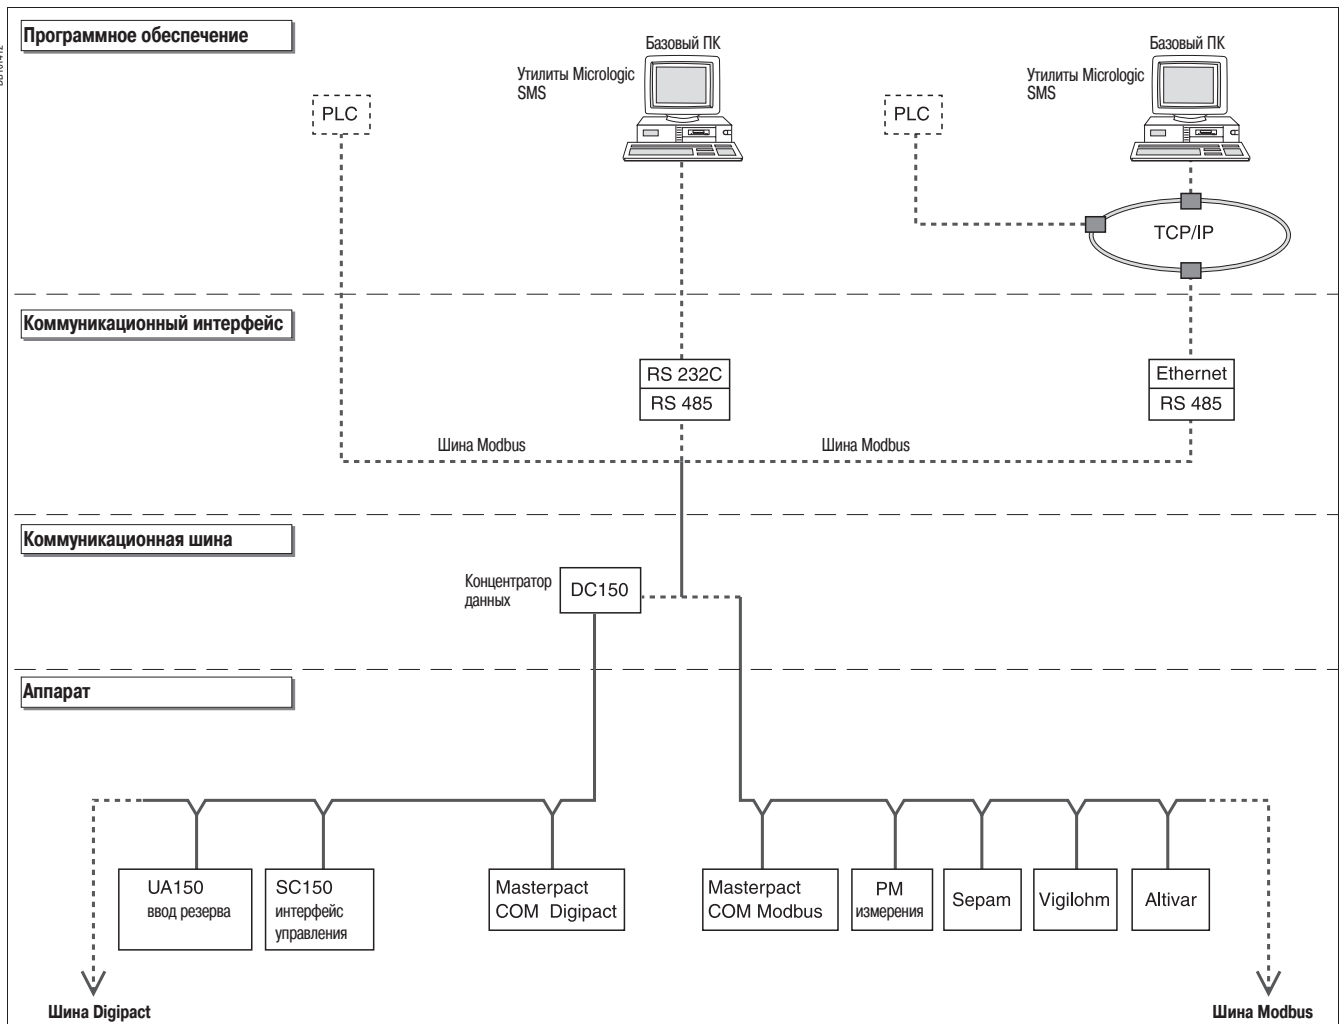 Программное обеспечение
Базовый ПК
Утилиты Micrologic
SMS
PLC
Базовый ПК
Утилиты Micrologic
SMS
PLC
TCP/IP
Коммуникационный интерфейс
RS 232C
RS 485
Ethernet
RS 485
Шина Modbus
Шина Modbus
Коммуникационная шина
Концентратор
данных
DC150
Аппарат
UA150
ввод резерва
SC150
интерфейс
управления
Masterpact
COM Digipact
Masterpact
COM Modbus
PM
измерения
Sepam
Vigilohm
Altivar
Шина Digipact
Шина Modbus